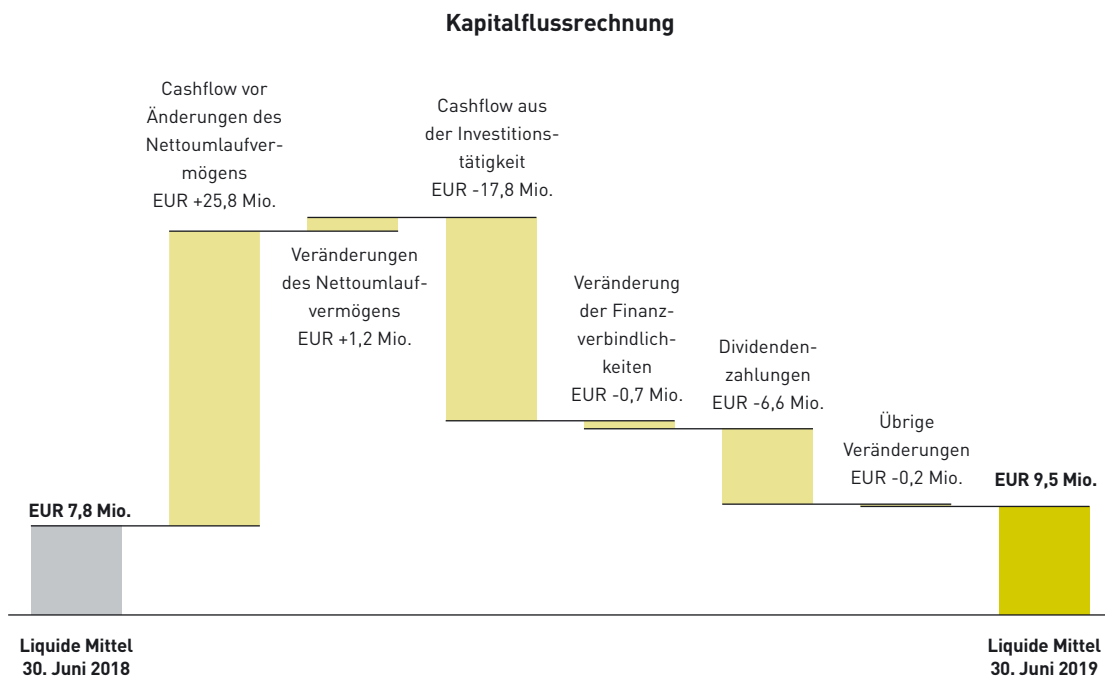 Kapitalflussrechnung
Cashflow vor
Änderungen des
Nettoumlaufver-
mögens
EUR +25,8 Mio.
Veränderungen
des Nettoumlauf-
vermögens
EUR +1,2 Mio.
Cashflow aus
der Investitions-
tätigkeit
EUR -17,8 Mio.
Veränderung
der Finanz-
verbindlich-
keiten
EUR -0,7 Mio.
Dividenden-
zahlungen
EUR -6,6 Mio.
Übrige
Veränderungen
EUR -0,2 Mio.
EUR 7,8 Mio.
EUR 9,5 Mio.
Liquide Mittel
30. Juni 2018
Liquide Mittel
30. Juni 2019